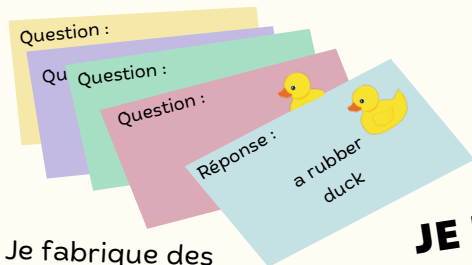 Question :
Qu
Question :
Question :
Réponse :
a rubber
duck
JE
Je fabrique des